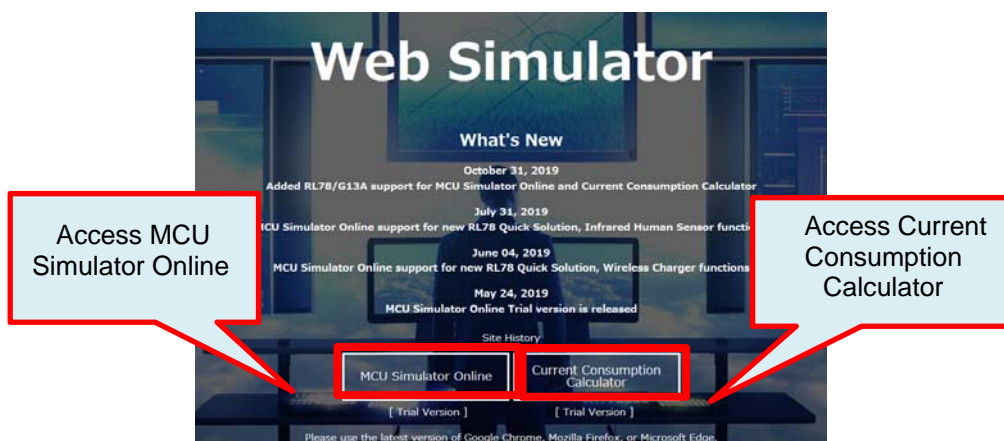 Web Simulator
What's New
October 31, 2019
Added RL78/G13A support for MCU Simulator Online and Current Consumption Calculator
July 31, 2019
MCU Simulator Online support for new RL78 Quick Solution, Infrared Human Sensor
June 04, 2019
MCU Simulator Online support for new RL78 Quick Solution, Wireless Charger functions
May 24, 2019
MCU Simulator Online Trial version is released
Site History
Access MCU
Simulator Online
Access Current
Consumption
Calculator
MCU Simulator Online
Current Consumption
Calculator
[ Trial Version ]
[ Trial Version ]
Please use the latest version of Google Chrome, Mozilla Firefox, or Microsoft Edge.